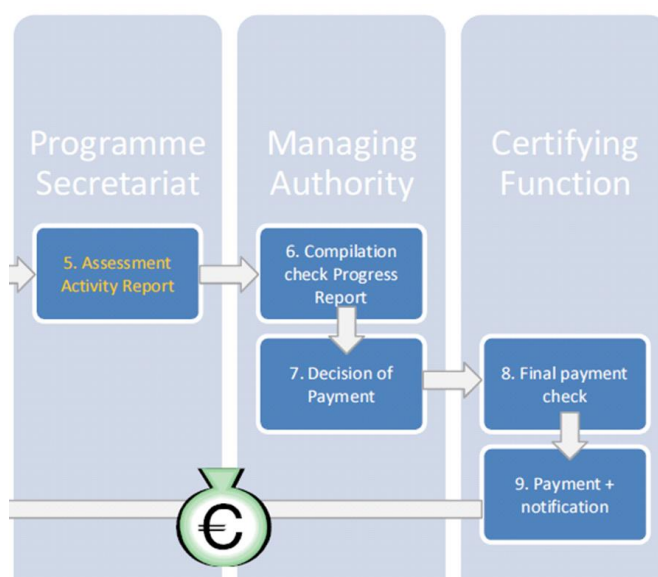 Programme
Secretariat
Managing
Authority
Certifying
Function
5. Assessment
Activity Report
6. Compilation
check Progress
Report
7. Decision of
Payment
8. Final payment
check
9. Payment +
notification
€